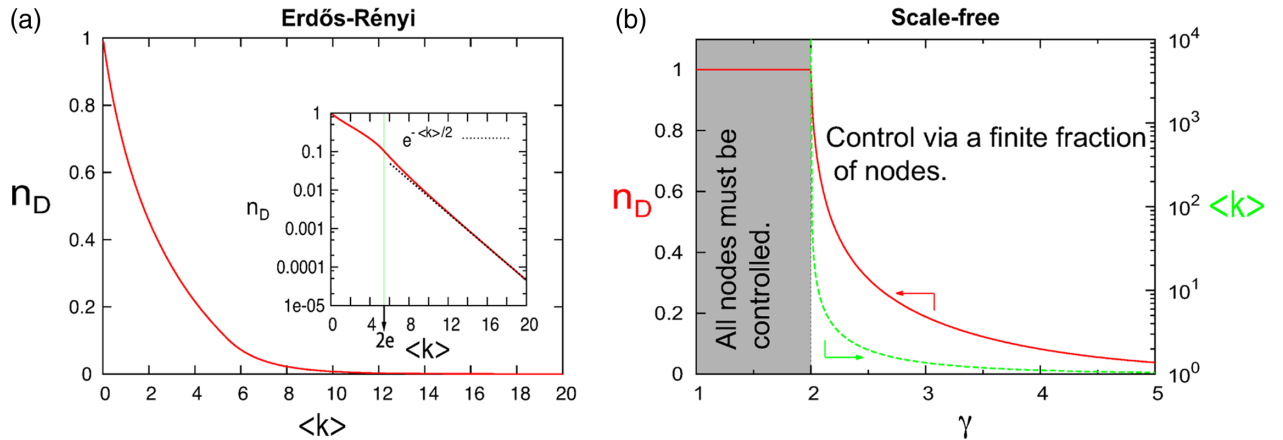 (a)
Erdős-Rényi
1
0.8
0.6
0.4
0.2
0
n_D
0 2 4 6 8 10 12 14 16 18 20
<k>
1
0.1
0.01
0.001
0.0001
1e-05
n_D
e^-<k>/2
0 4 8 12 16 20
2e
<k>
(b)
Scale-free
1
0.8
0.6
0.4
0.2
0
n_D
All nodes must be
controlled.
Control via a finite fraction
of nodes.
10^4
10^3
10^2
10^1
10^0
<k>
1 2 3 4 5
γ